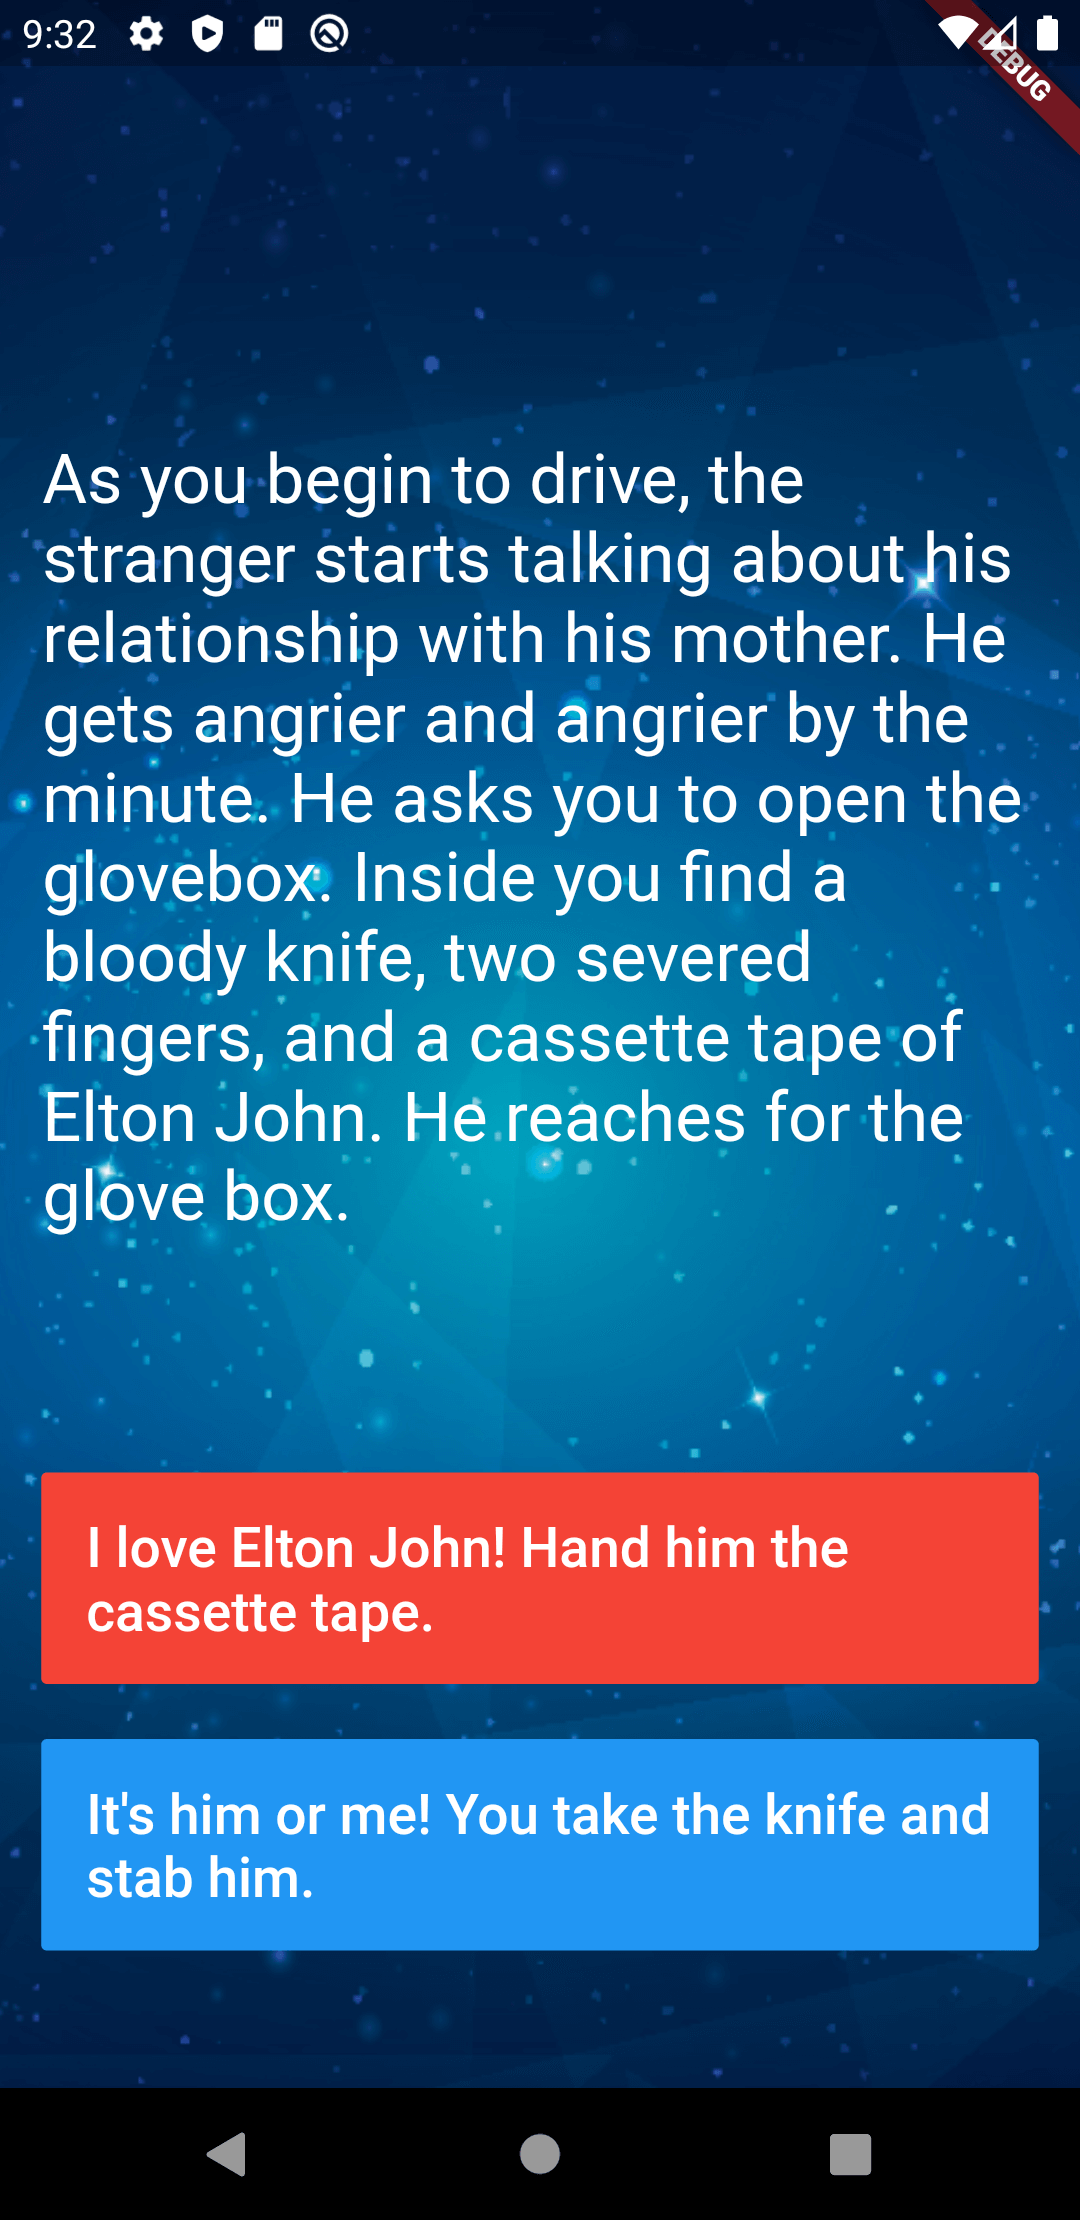 9:32
DEBUG
As you begin to drive, the
stranger starts talking about his
relationship with his mother. He
gets angrier and angrier by the
minute. He asks you to open the
glovebox. Inside you find a
bloody knife, two severed
fingers, and a cassette tape of
Elton John. He reaches for the
glove box.
I love Elton John! Hand him the
cassette tape.
It's him or me! You take the knife and
stab him.